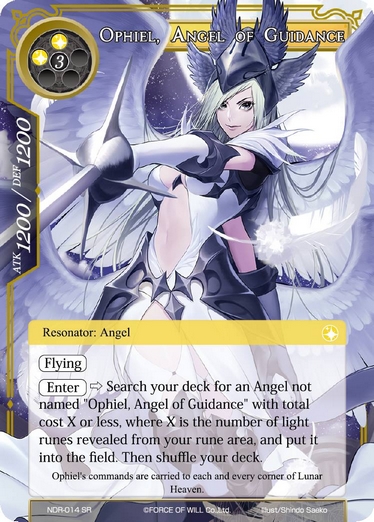 Ophiel, Angel of Guidance
3
ATK 1200 / DEF 1200
Resonator: Angel
Flying
Enter ⇨ Search your deck for an Angel not
named "Ophiel, Angel of Guidance" with total
cost X or less, where X is the number of light
runes revealed from your rune area, and put it
into the field. Then shuffle your deck.
Ophiel's commands are carried to each and every corner of Lunar
Heaven.
NDR-014 SR ©FORCE OF WILL Co.,Ltd. Illust/Shindo Saeko